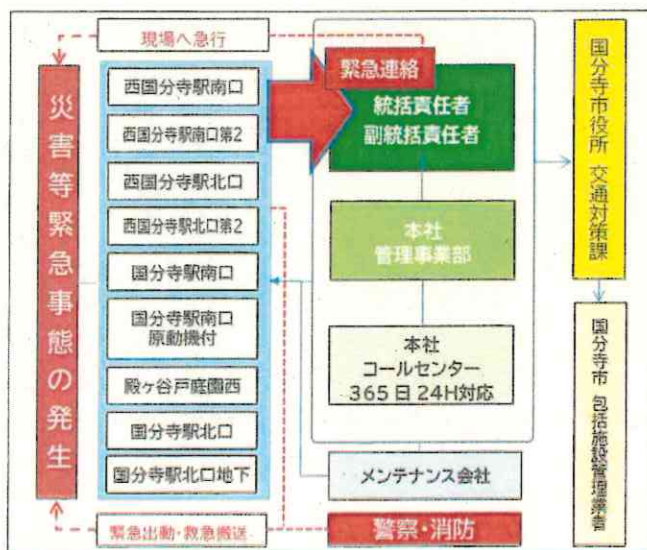 現場へ急行
災害等緊急事態の発生
西国分寺駅南口
西国分寺駅南口第2
西国分寺駅北口
西国分寺駅北口第2
国分寺駅南口
国分寺駅南口
原動機付
殿ヶ谷戸庭園西
国分寺駅北口
国分寺駅北口地下
緊急出動・救急搬送
緊急連絡
統括責任者
副統括責任者
本社
管理事業部
本社
コールセンター
365日24H対応
メンテナンス会社
警察・消防
国分寺市役所 交通対策課
国分寺市 包括施設管理業者